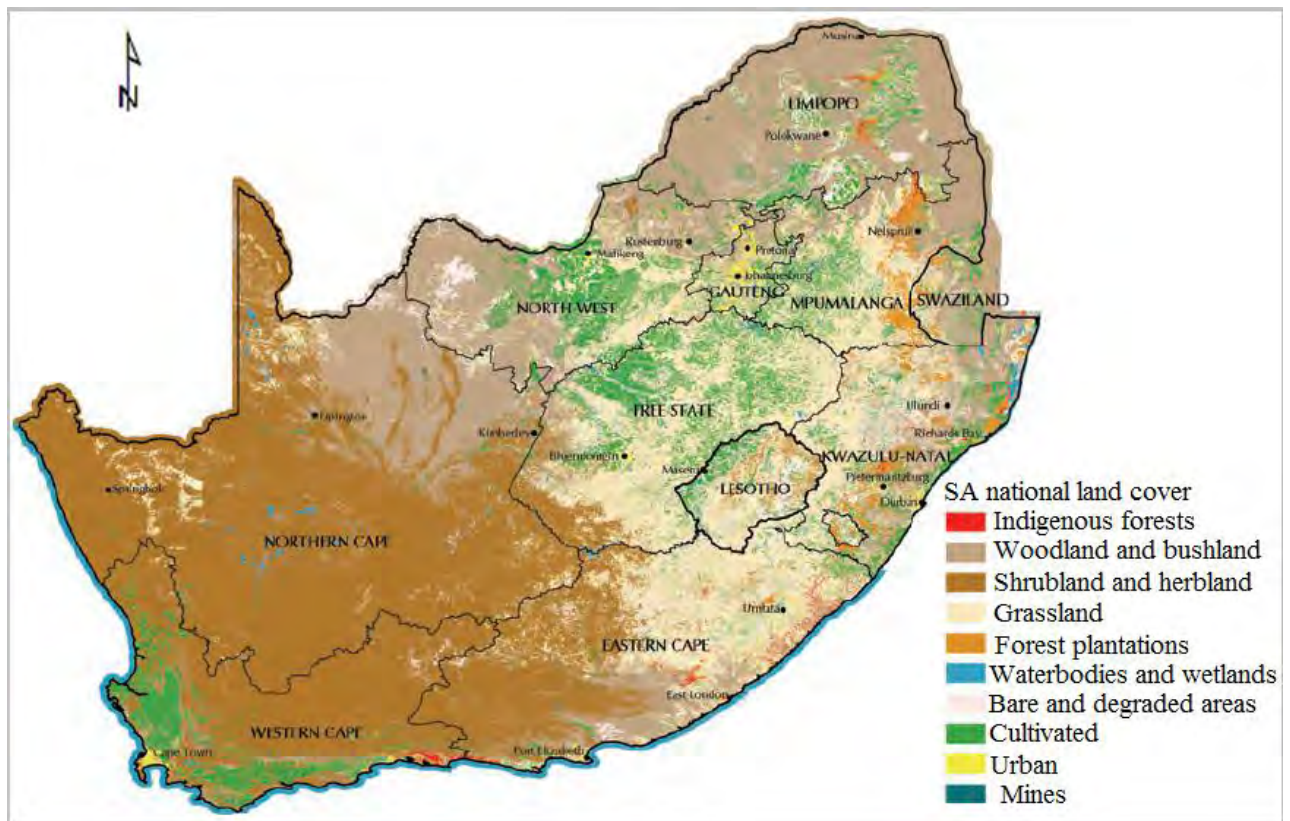 Musina
LIMPOPO
Polokwane
Nelspruit
Rustenburg
Pretoria
Mafikeng
Johannesburg
GAUTENG
NORTH WEST
MPUMALANGA
SWAZILAND
FREE STATE
Upington
Kimberley
Ulundi
Richards Bay
Bloemfontein
Maseru
KWAZULU-NATAL
LESOTHO
Pietermaritzburg
Durban
Springbok
NORTHERN CAPE
Umtata
EASTERN CAPE
East London
WESTERN CAPE
Cape Town
Port Elizabeth
N
SA national land cover
Indigenous forests
Woodland and bushland
Shrubland and herbland
Grassland
Forest plantations
Waterbodies and wetlands
Bare and degraded areas
Cultivated
Urban
Mines